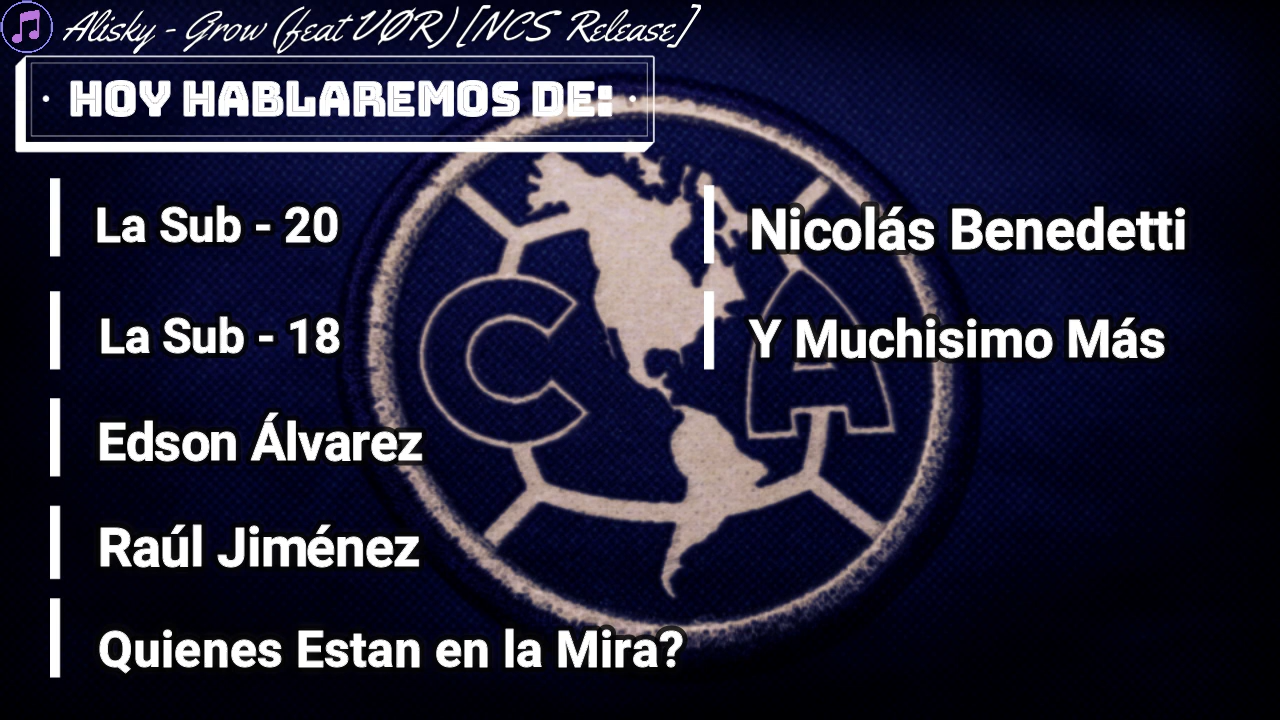 Alisky - Grow (feat VØR) [NCS Release]
· HOY HABLAREMOS DE: ·
La Sub - 20
La Sub - 18
Edson Álvarez
Raúl Jiménez
Quienes Estan en la Mira?
Nicolás Benedetti
Y Muchisimo Más
C A